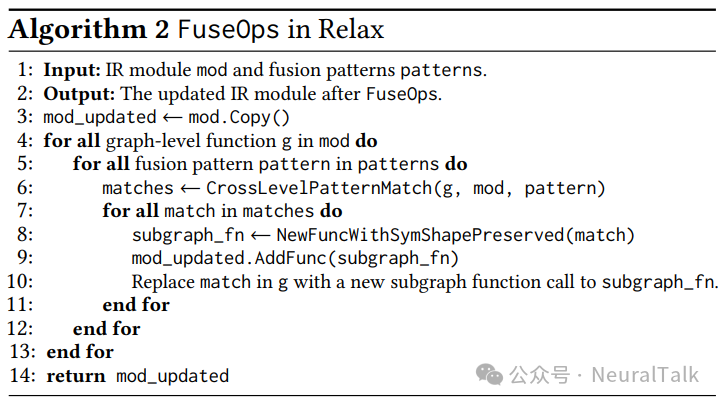 Algorithm 2 FuseOps in Relax
1: Input: IR module mod and fusion patterns patterns.
2: Output: The updated IR module after FuseOps.
3: mod_updated ← mod.Copy()
4: for all graph-level function g in mod do
5: for all fusion pattern pattern in patterns do
6: matches ← CrossLevelPatternMatch(g, mod, pattern)
7: for all match in matches do
8: subgraph_fn ← NewFuncWithSymShapePreserved(match)
9: mod_updated.AddFunc(subgraph_fn)
10: Replace match in g with a new subgraph function call to subgraph_fn.
11: end for
12: end for
13: end for
14: return mod_updated
公众号 · NeuralTalk